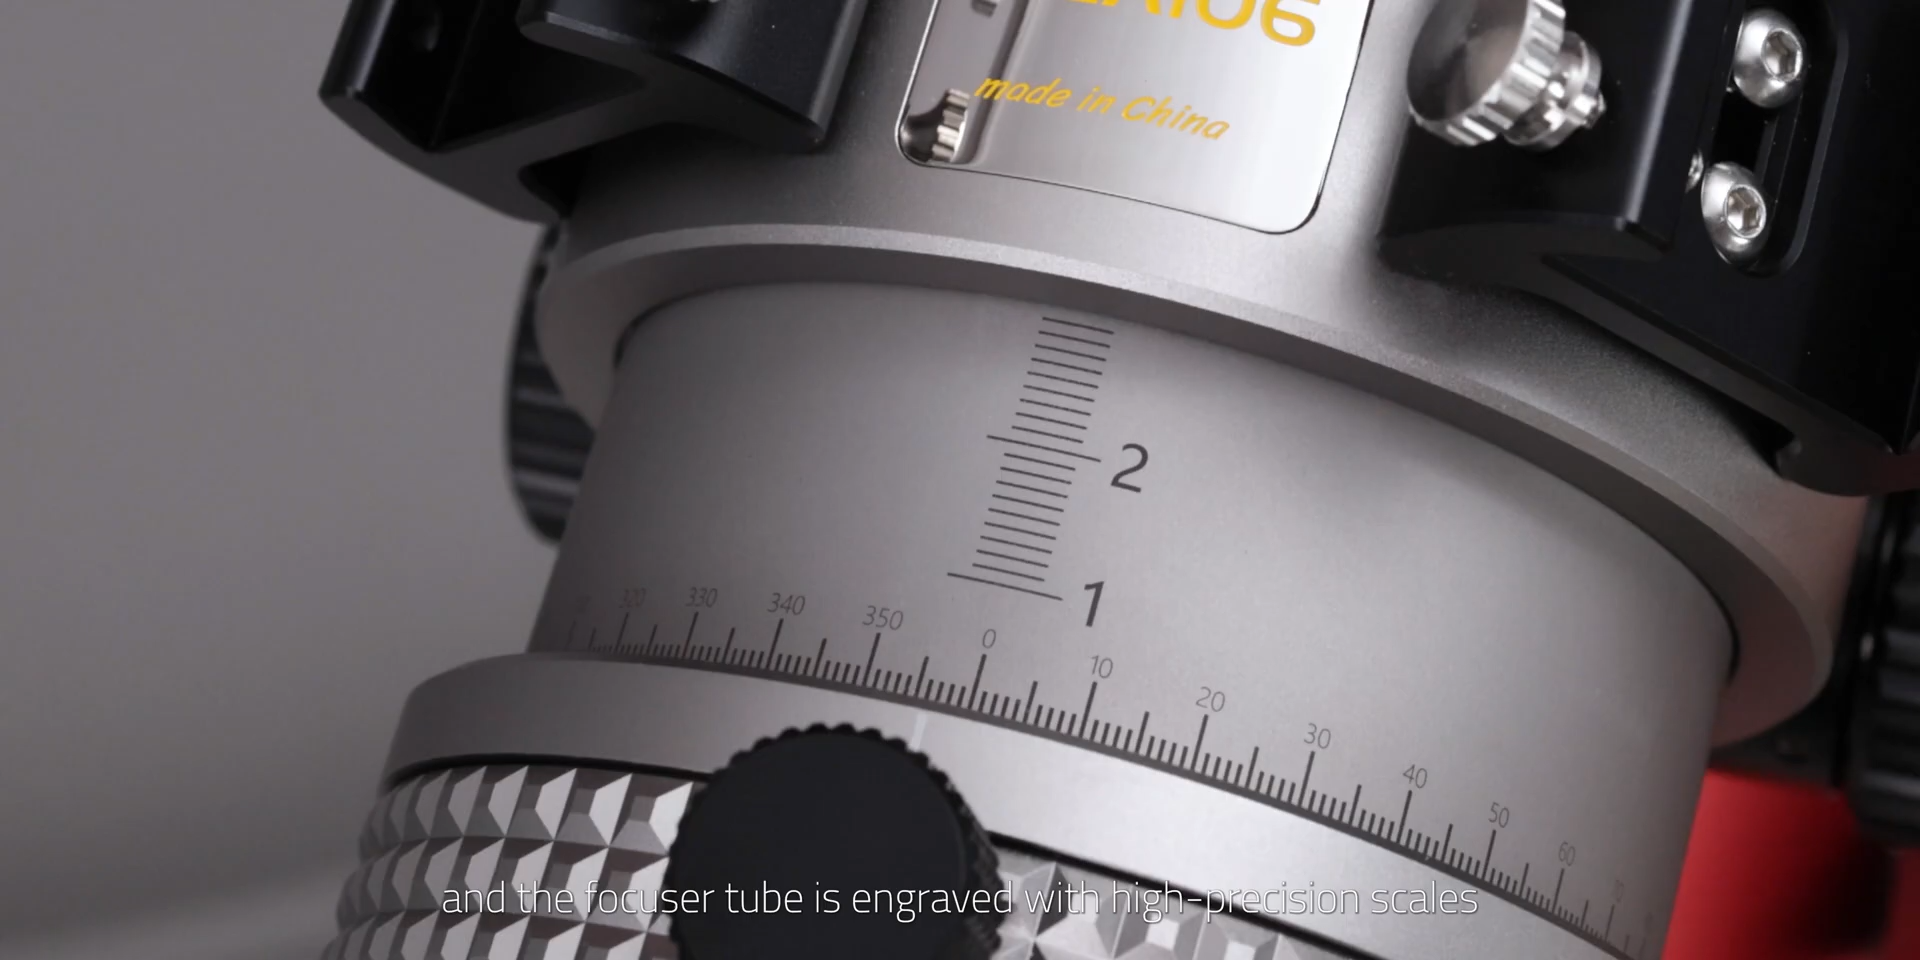 made in China
2
1
320 330 340 350 0 10 20 30 40 50 60
and the focuser tube is engraved with high-precision scales